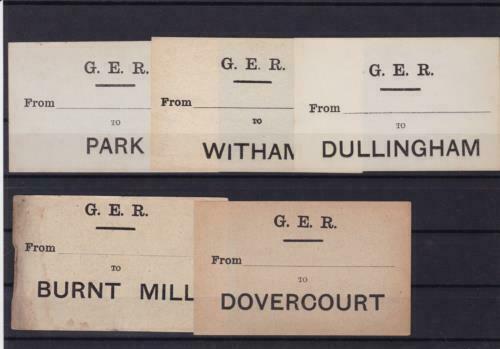 G. E. R.
From
TO
PARK
G. E. R.
From
TO
WITHAM
G. E. R.
From
TO
DULLINGHAM
G. E. R.
From
TO
BURNT MILL
G. E. R.
From
TO
DOVERCOURT